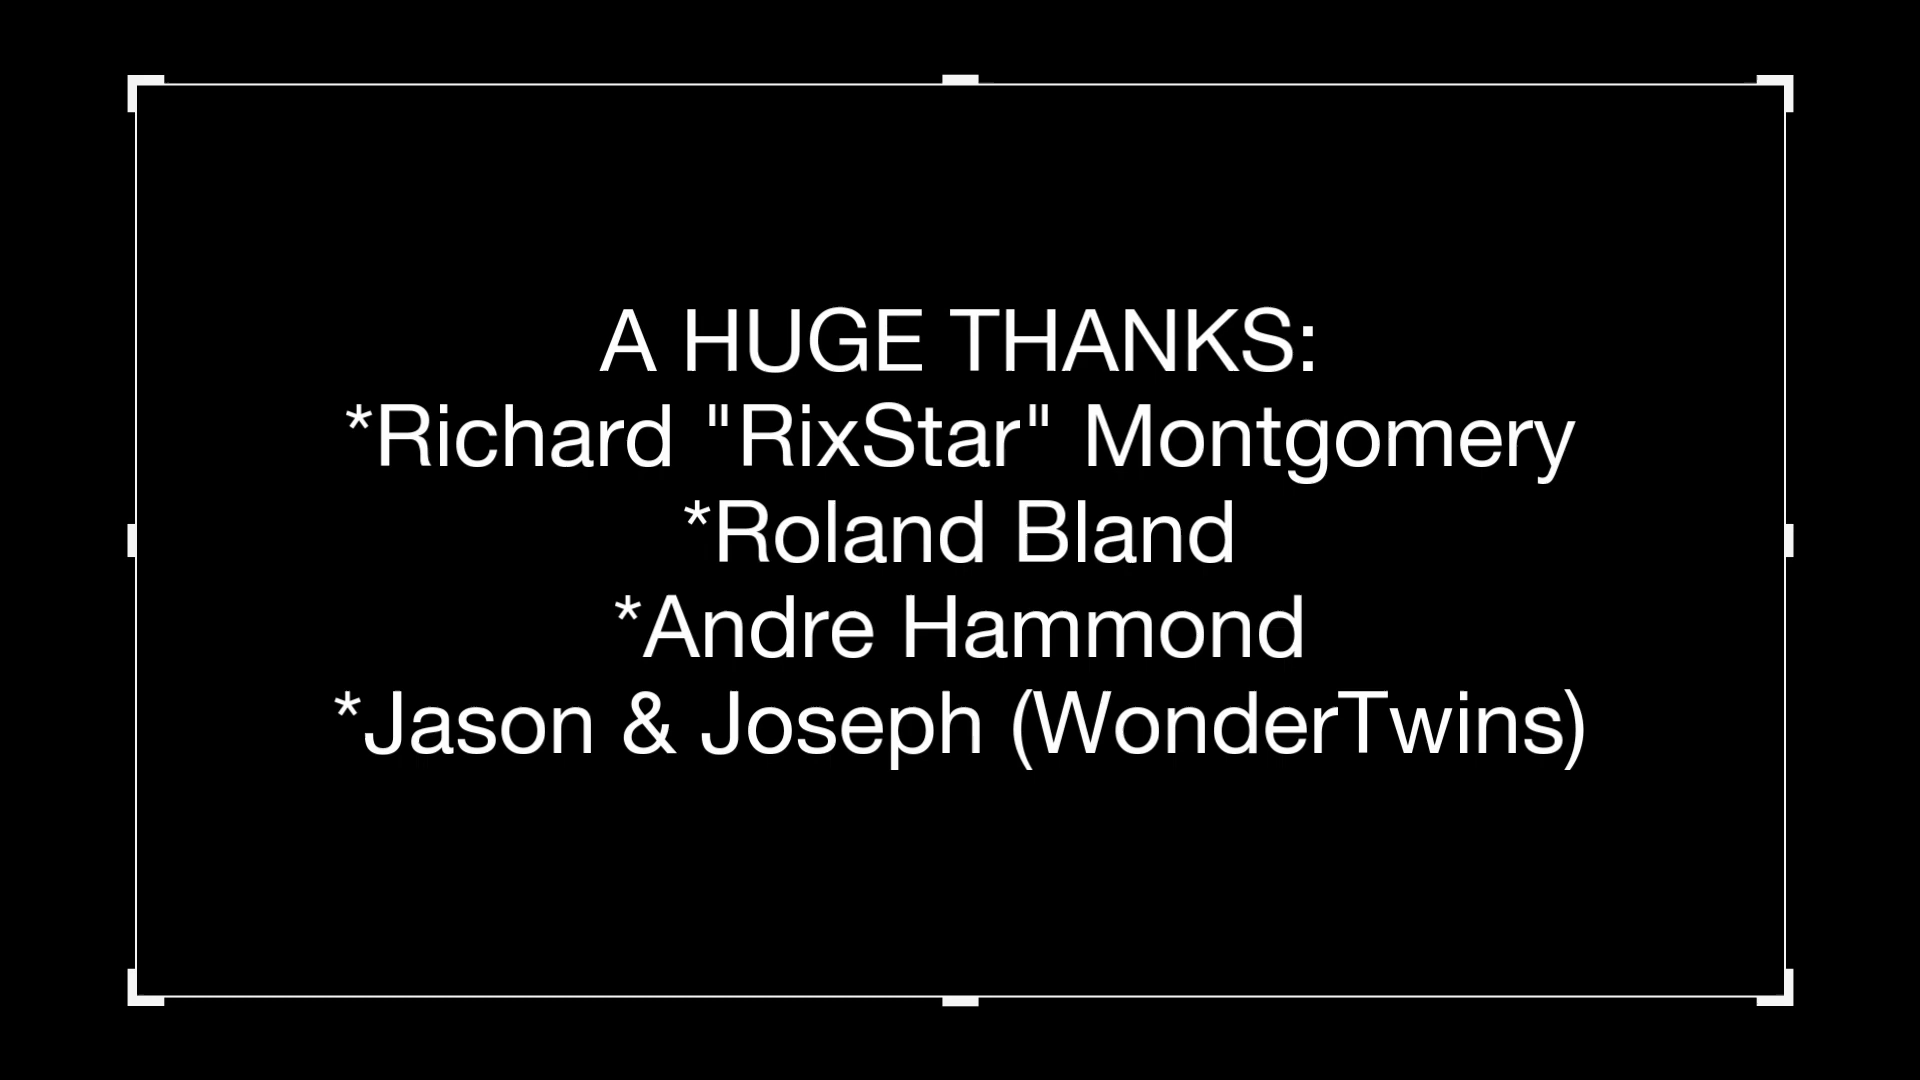 A HUGE THANKS:
*Richard "RixStar" Montgomery
*Roland Bland
*Andre Hammond
*Jason & Joseph (WonderTwins)